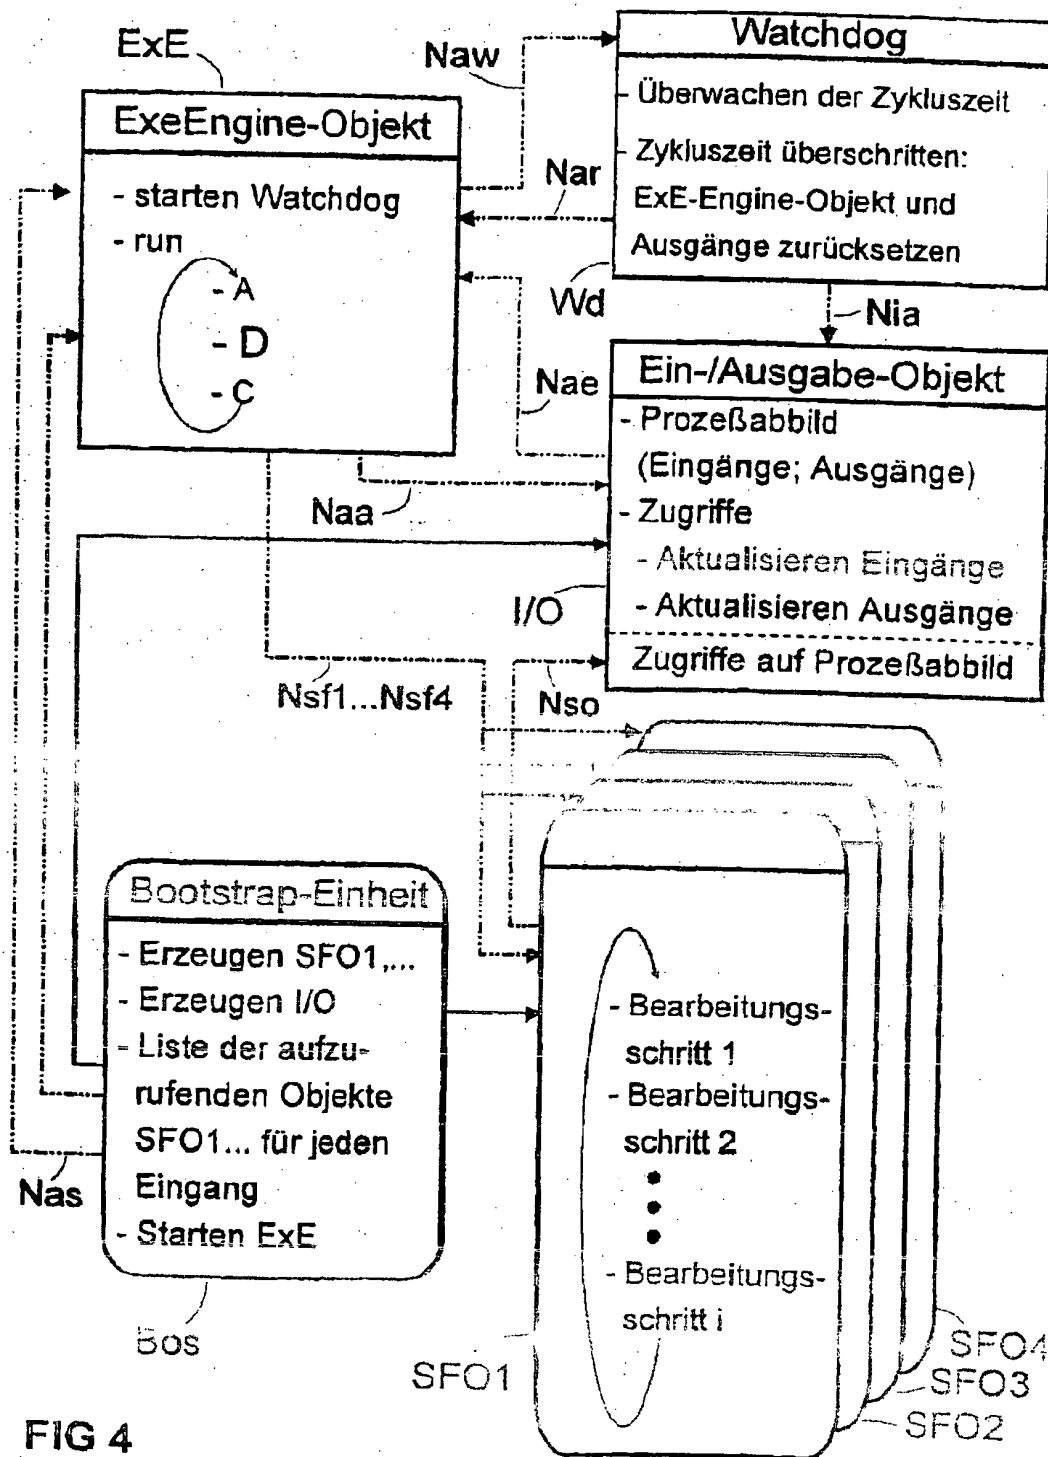 ExE
Naw
Watchdog
- Überwachen der Zykluszeit
- Zykluszeit überschritten:
ExE-Engine-Objekt und
Ausgänge zurücksetzen
ExeEngine-Objekt
- starten Watchdog
- run
- A
- D
- C
Nar
Wd
Nia
Nae
Ein-/Ausgabe-Objekt
- Prozeßabbild
(Eingänge; Ausgänge)
- Zugriffe
- Aktualisieren Eingänge
- Aktualisieren Ausgänge
Zugriffe auf Prozeßabbild
Naa
I/O
Nsf1...Nsf4
Nso
Bootstrap-Einheit
- Erzeugen SFO1,...
- Erzeugen I/O
- Liste der aufzu-
rufenden Objekte
SFO1... für jeden
Eingang
- Starten ExE
Nas
Bos
- Bearbeitungs-
schritt 1
- Bearbeitungs-
schritt 2
- Bearbeitungs-
schritt i
SFO1
SFO4
SFO3
SFO2
FIG 4